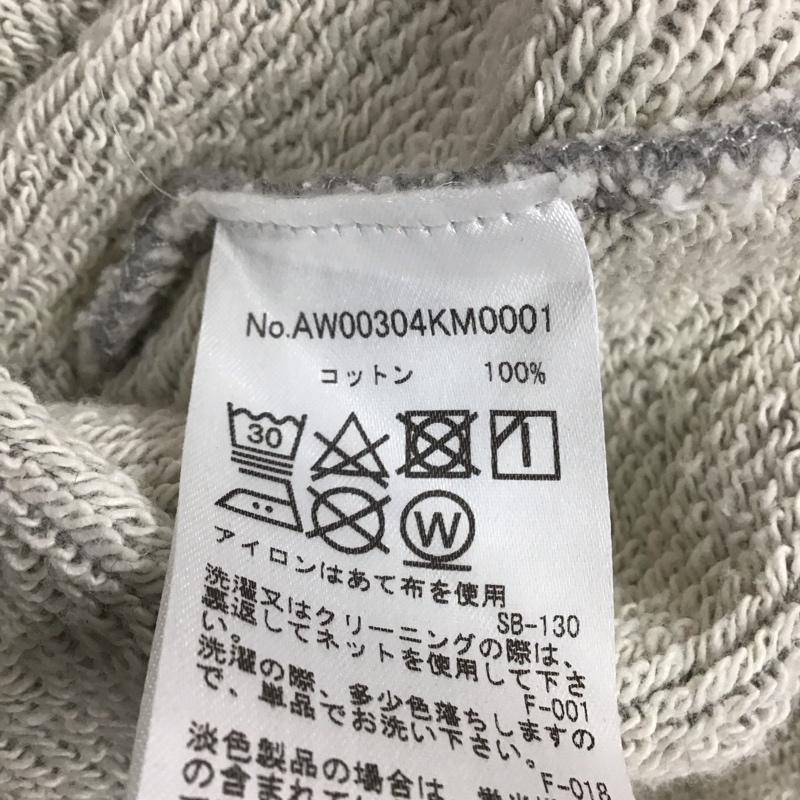 No.AW00304KM0001
コットン 100%
30
W
アイロンはあて布を使用
SB-130
洗濯又はクリーニングの際は、
裏返してネットを使用して下さ
い。
F-001
洗濯の際、多少色落ちしますの
で、単品でお洗い下さい。
F-018
淡色製品の場合は、蛍光
の含まれてい